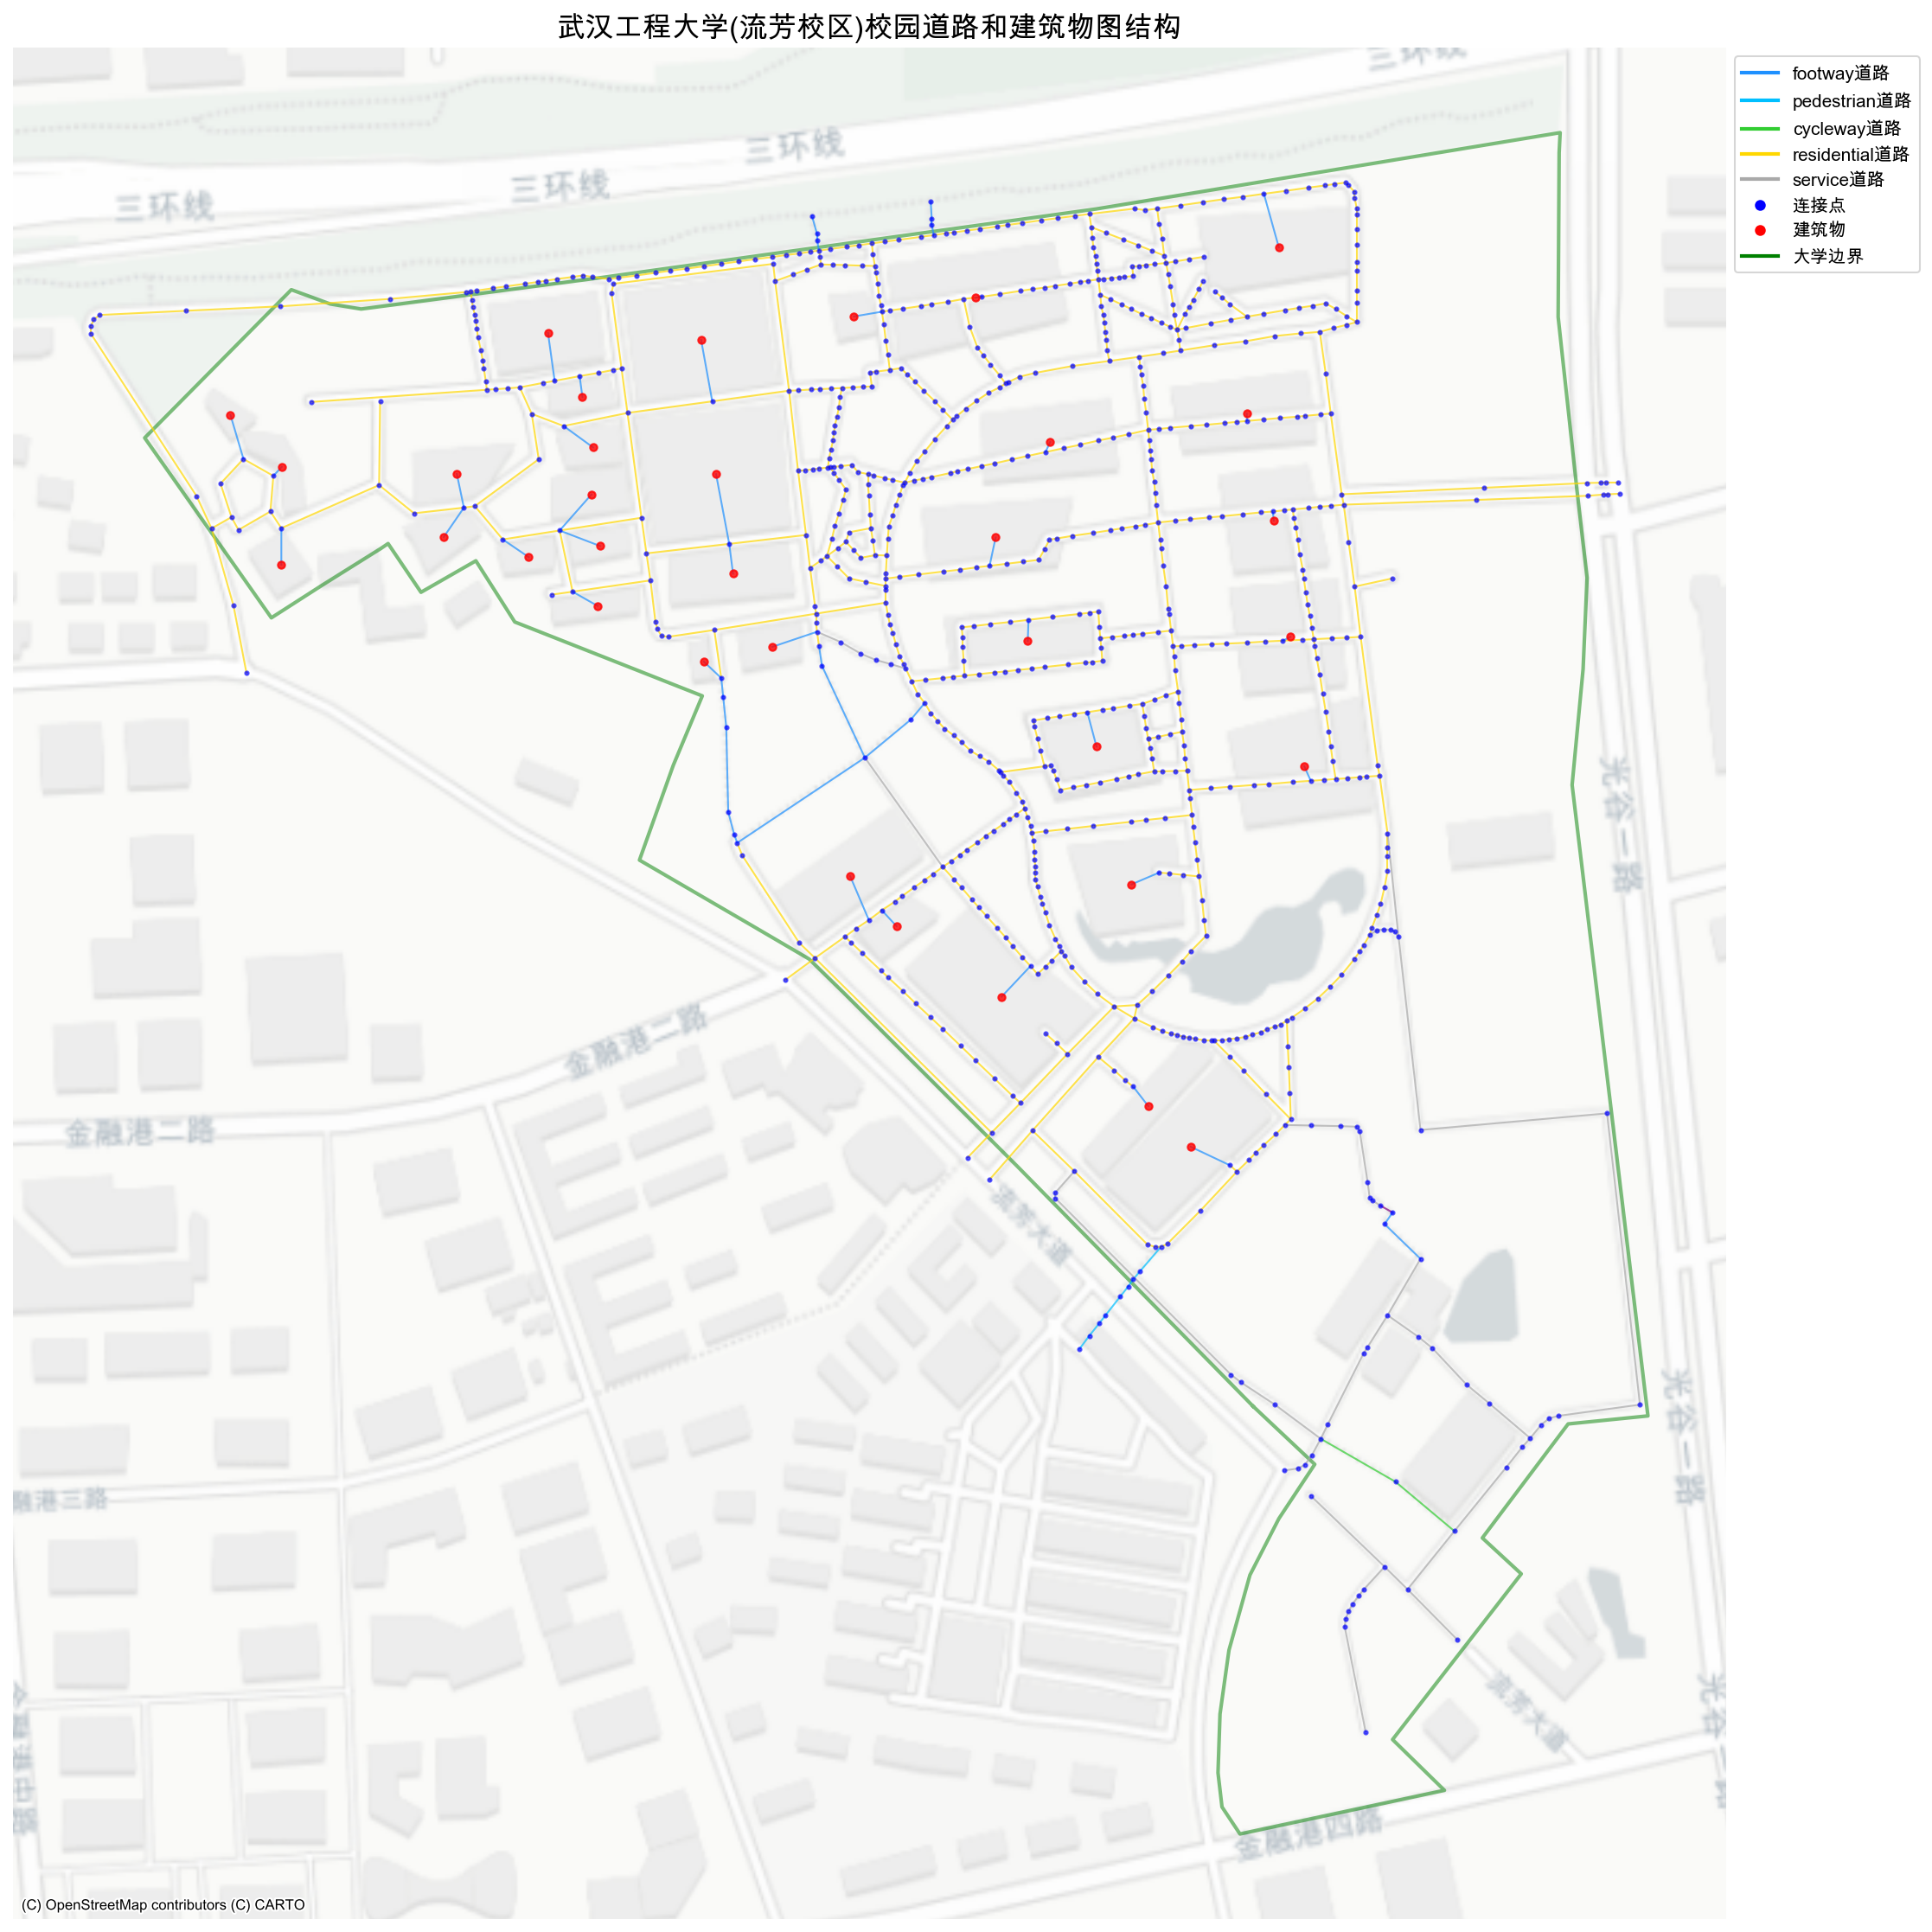 武汉工程大学(流芳校区)校园道路和建筑物图结构
三环线
三环线
三环线
三环线
footway道路
pedestrian道路
cycleway道路
residential道路
service道路
连接点
建筑物
大学边界
光谷一路
金融港二路
金融港二路
流芳大道
光谷一路
融港三路
流芳大道
光谷一路
金融港中路
金融港四路
(C) OpenStreetMap contributors (C) CARTO